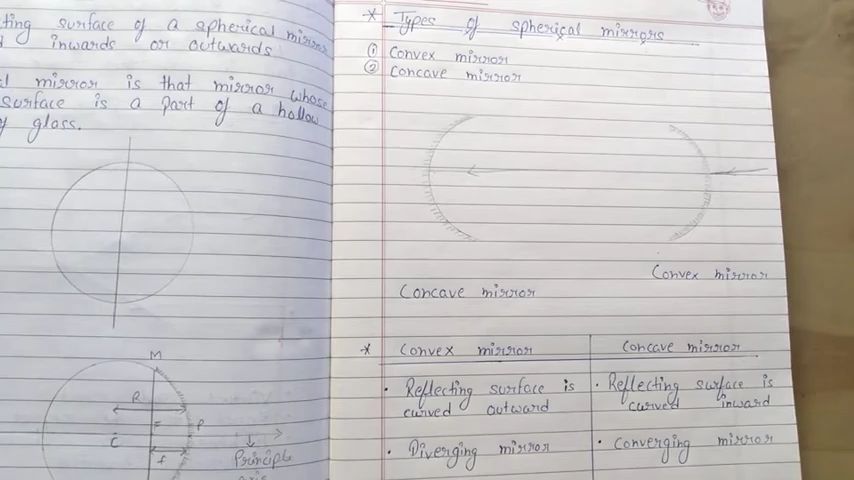 ting surface of a spherical mirror
inwards or outwards
mirror is that mirror whose
surface is a part of a hollow
glass.
M
R
C
F
P
f
Principle
* Types of spherical mirrors
① Convex mirror
② Concave mirror
Convex mirror
Concave mirror
* Convex mirror
Concave mirror
• Reflecting surface is
curved outward
• Reflecting surface is
curved inward
• Diverging mirror
• Converging mirror